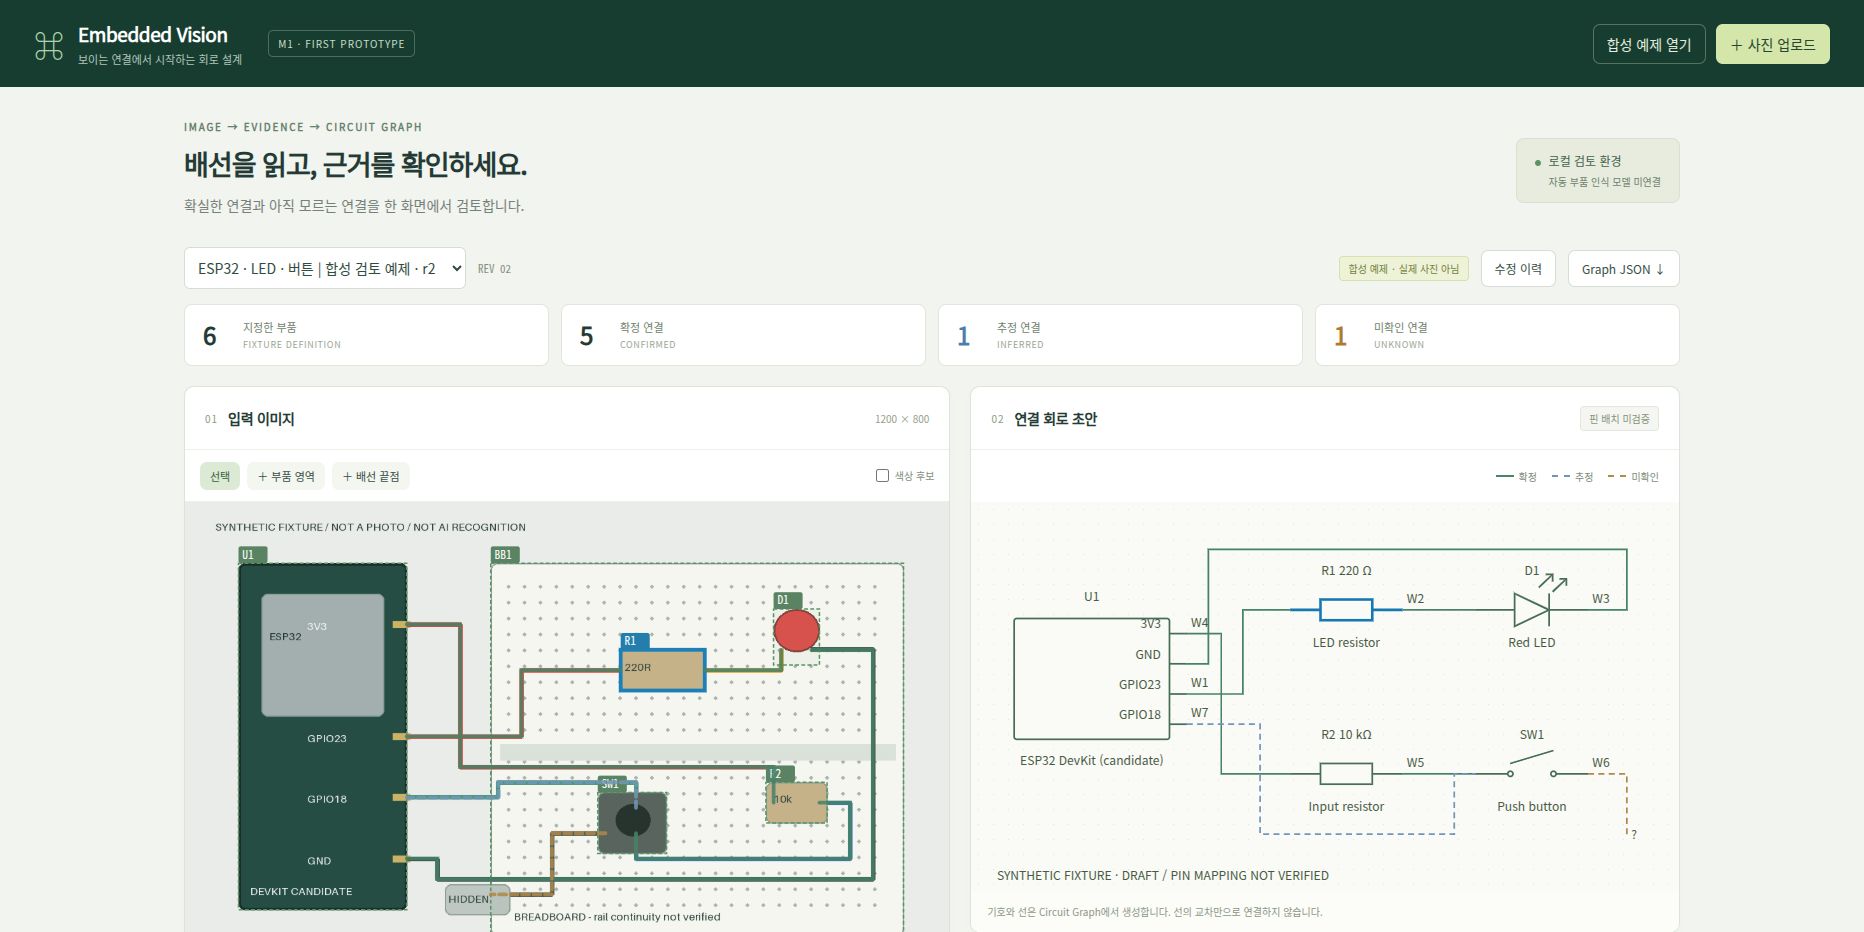 Embedded Vision
보이는 연결에서 시작하는 회로 설계
M1 · FIRST PROTOTYPE
합성 예제 열기
+ 사진 업로드
IMAGE → EVIDENCE → CIRCUIT GRAPH
배선을 읽고, 근거를 확인하세요.
확실한 연결과 아직 모르는 연결을 한 화면에서 검토합니다.
로컬 검토 환경
자동 부품 인식 모델 미연결
ESP32 · LED · 버튼 | 합성 검토 예제 · r2
REV 02
합성 예제 · 실제 사진 아님
수정 이력
Graph JSON ↓
6
지정한 부품
FIXTURE DEFINITION
5
확정 연결
CONFIRMED
1
추정 연결
INFERRED
1
미확인 연결
UNKNOWN
01 입력 이미지
1200 × 800
선택
+ 부품 영역
+ 배선 끝점
색상 후보
SYNTHETIC FIXTURE / NOT A PHOTO / NOT AI RECOGNITION
U1
BB1
D1
3V3
ESP32
R1
220R
GPIO23
SW1
10k
GPIO18
GND
DEVKIT CANDIDATE
HIDDEN
BREADBOARD - rail continuity not verified
02 연결 회로 초안
핀 배치 미검증
확정
추정
미확인
R1 220 Ω
D1
U1
W2
W3
3V3
W4
LED resistor
Red LED
GND
GPIO23
W1
GPIO18
W7
R2 10 kΩ
SW1
ESP32 DevKit (candidate)
W5
W6
Input resistor
Push button
?
SYNTHETIC FIXTURE · DRAFT / PIN MAPPING NOT VERIFIED
기호와 선은 Circuit Graph에서 생성합니다. 선의 교차만으로 연결하지 않습니다.